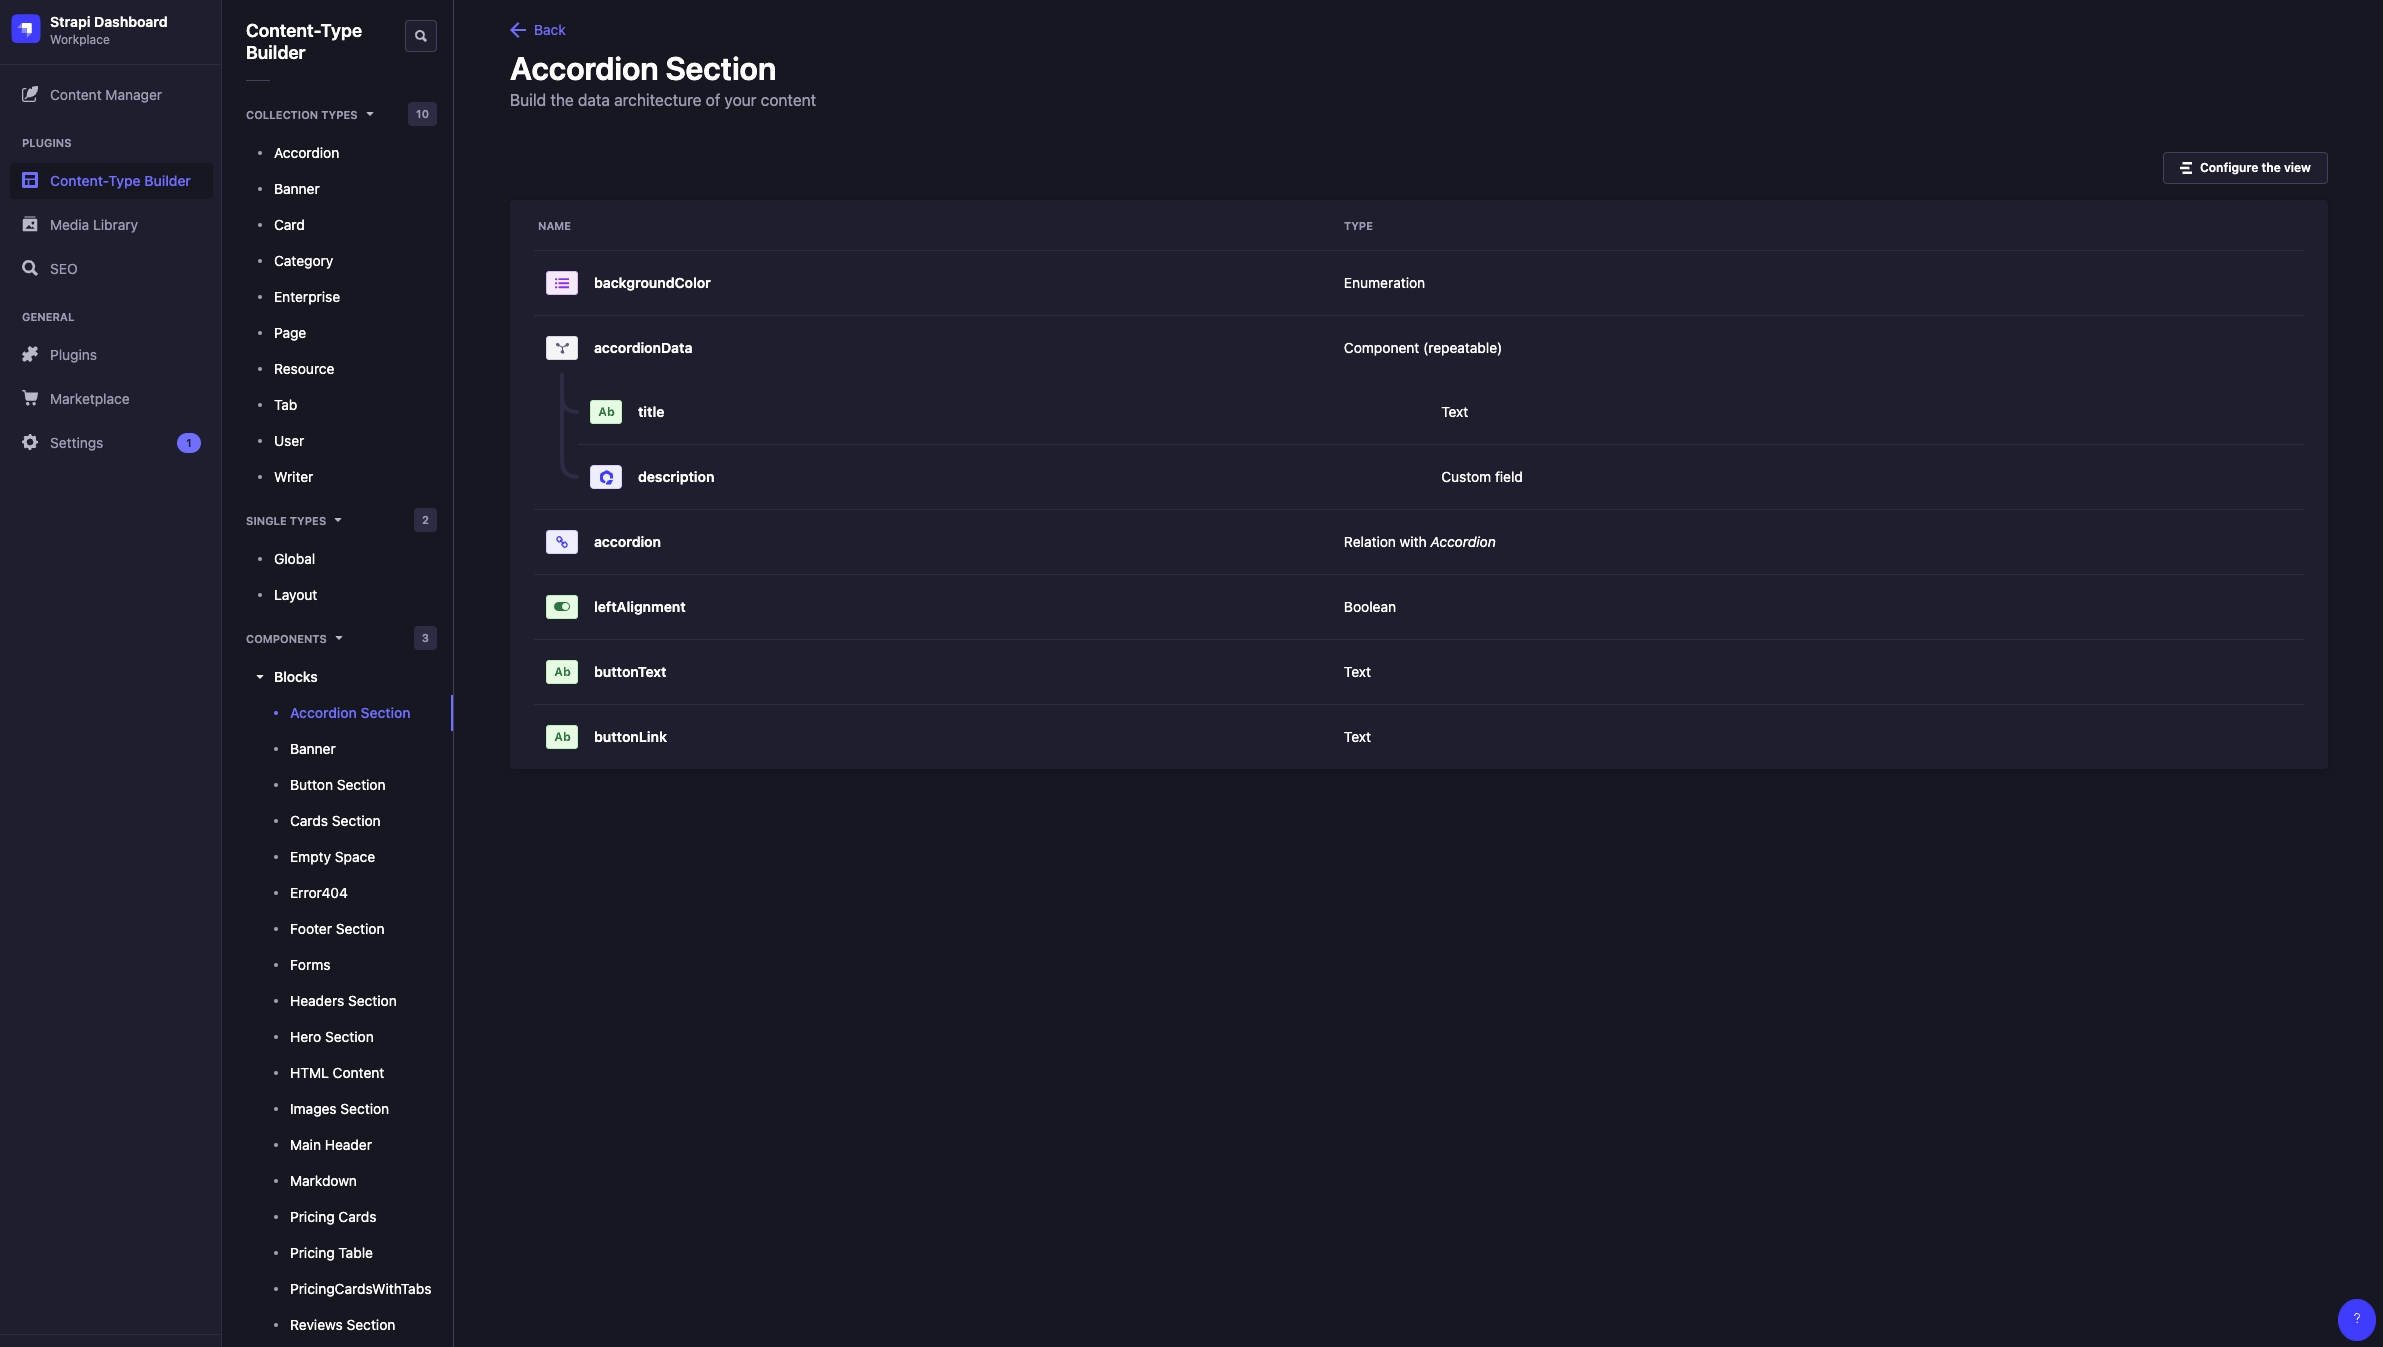 Strapi Dashboard
Workplace
Content Manager
PLUGINS
Content-Type Builder
Media Library
SEO
GENERAL
Plugins
Marketplace
Settings 1
Content-Type
Builder
COLLECTION TYPES 10
Accordion
Banner
Card
Category
Enterprise
Page
Resource
Tab
User
Writer
SINGLE TYPES 2
Global
Layout
COMPONENTS 3
Blocks
Accordion Section
Banner
Button Section
Cards Section
Empty Space
Error404
Footer Section
Forms
Headers Section
Hero Section
HTML Content
Images Section
Main Header
Markdown
Pricing Cards
Pricing Table
PricingCardsWithTabs
Reviews Section
Back
Accordion Section
Build the data architecture of your content
Configure the view
NAME TYPE
backgroundColor Enumeration
accordionData Component (repeatable)
Ab title Text
description Custom field
accordion Relation with Accordion
leftAlignment Boolean
Ab buttonText Text
Ab buttonLink Text
?